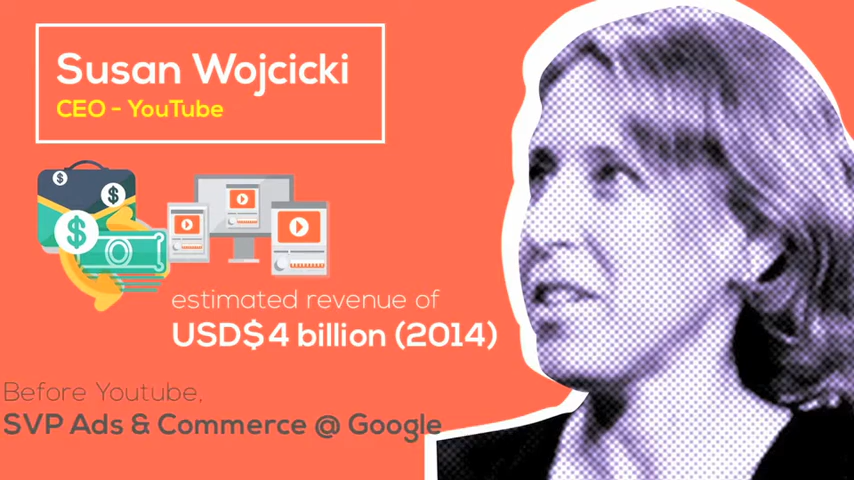 Susan Wojcicki
CEO - YouTube
$
$
$
estimated revenue of
USD$4 billion (2014)
Before Youtube,
SVP Ads & Commerce @ Google